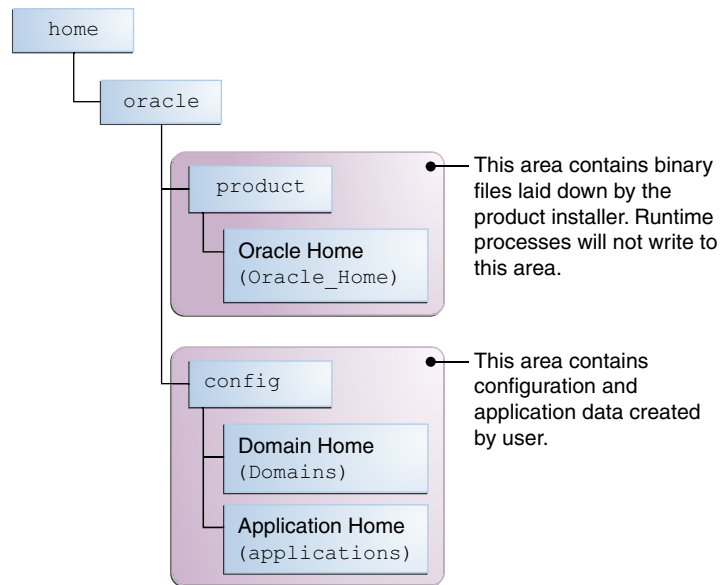 home
oracle
product
Oracle Home
(Oracle_Home)
This area contains binary
files laid down by the
product installer. Runtime
processes will not write to
this area.
config
Domain Home
(Domains)
Application Home
(applications)
This area contains
configuration and
application data created
by user.